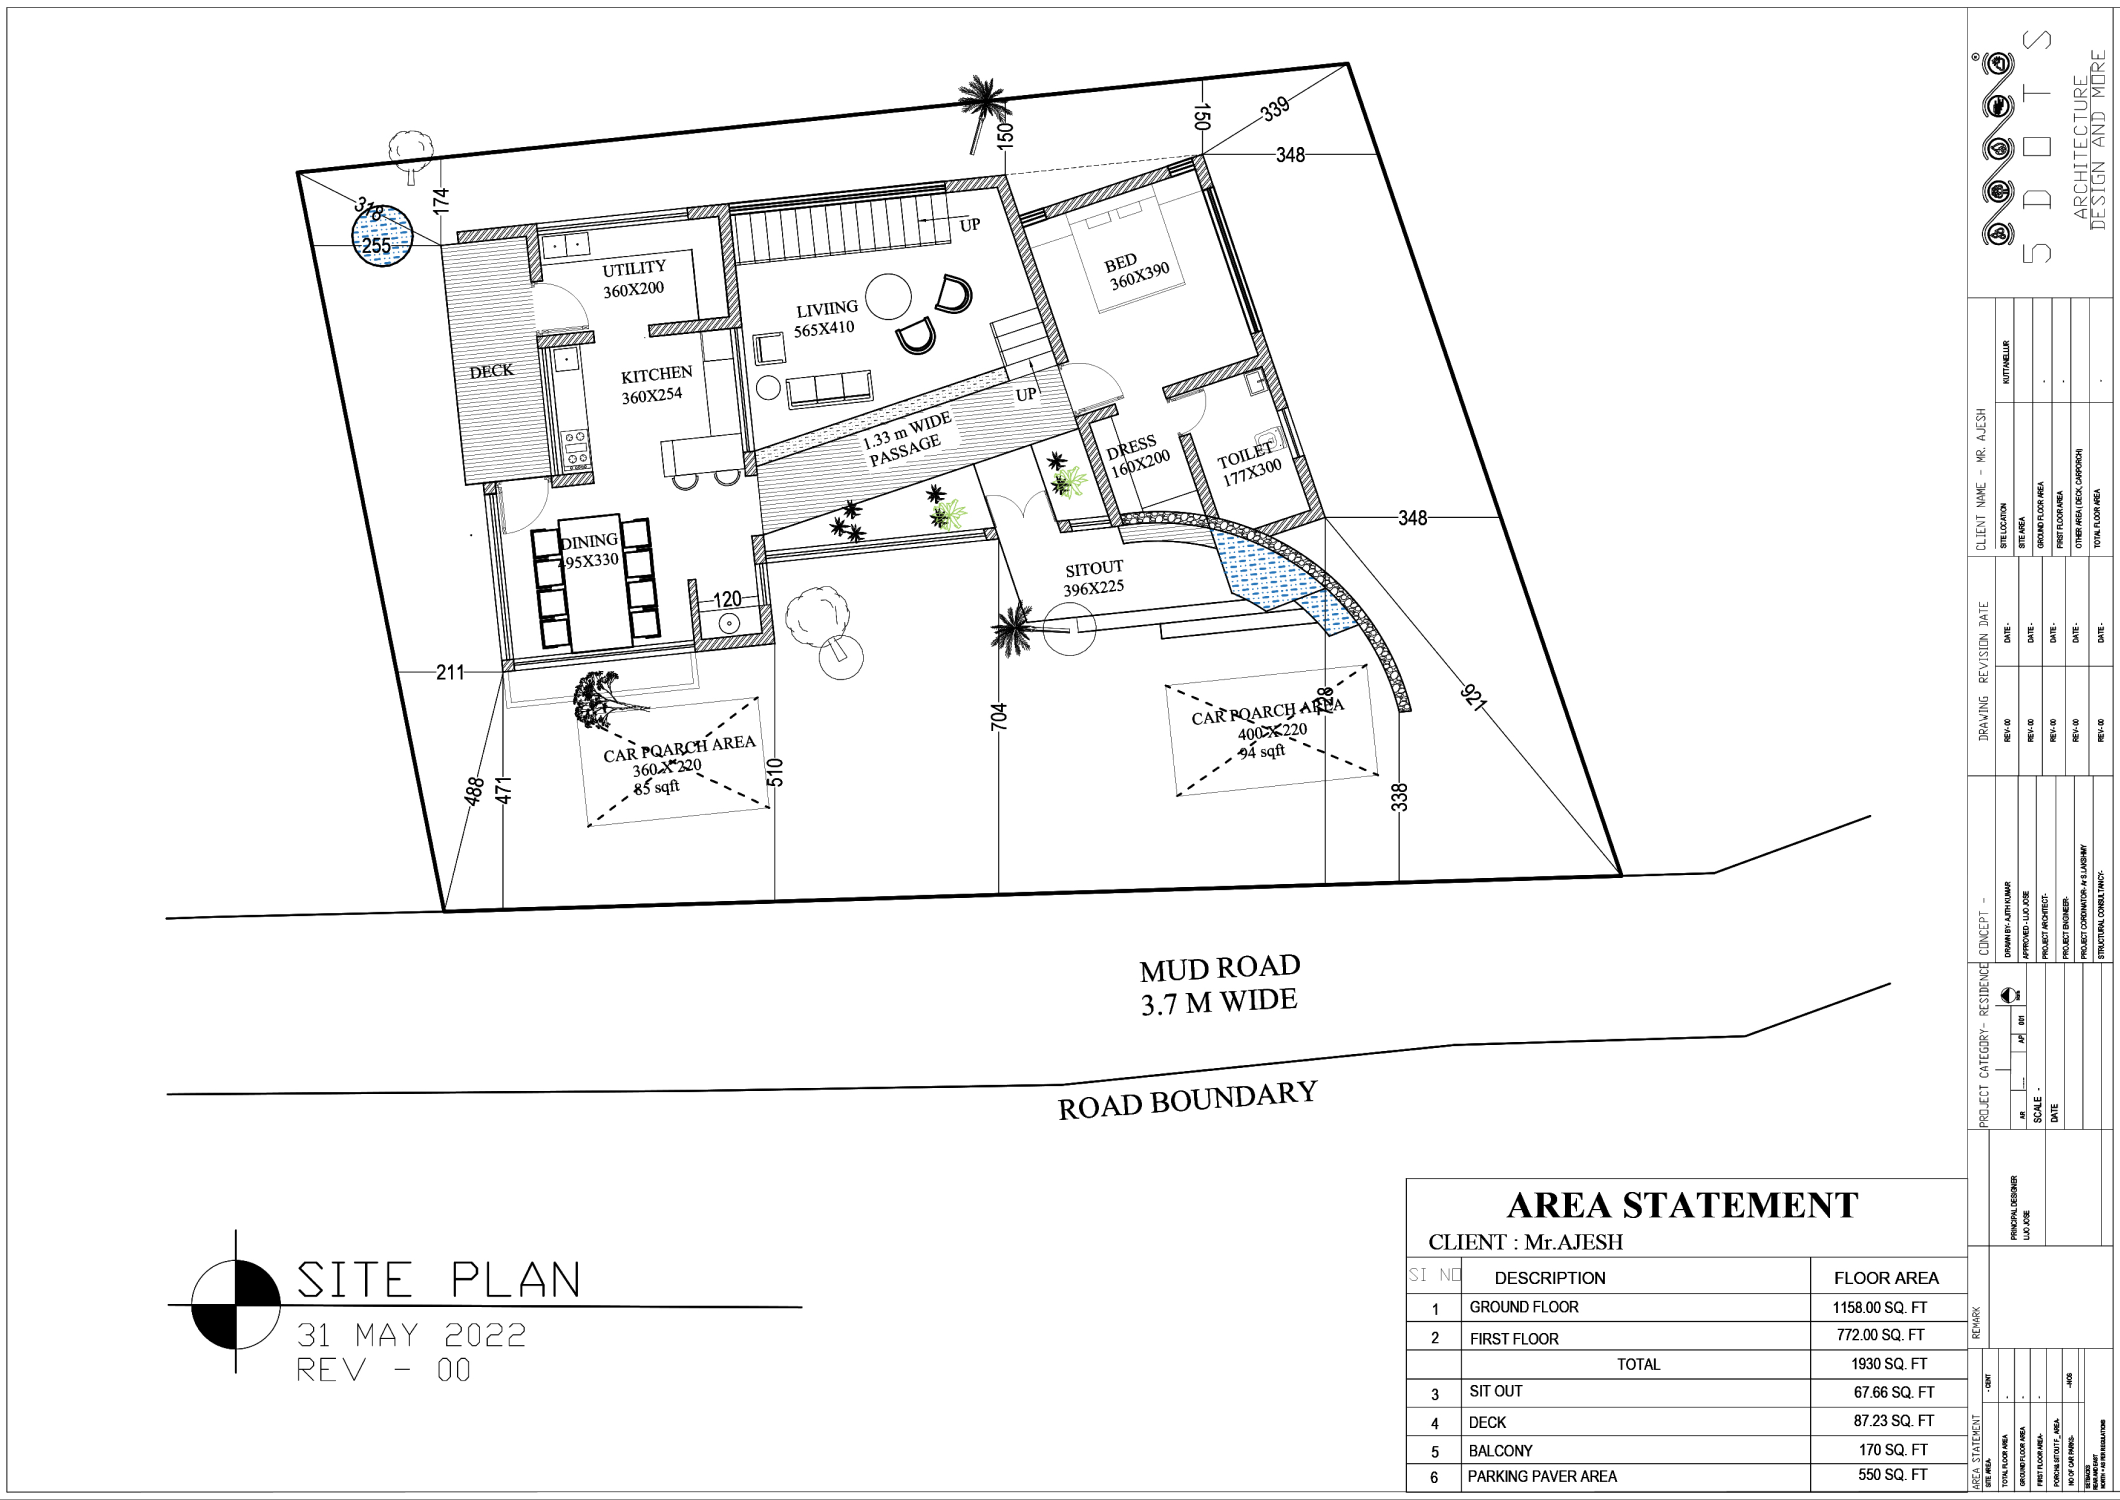 339
150
150
348
318
174
255
UP
UTILITY
360X200
BED
360X390
LIVIING
565X410
DECK
KITCHEN
360X254
UP
1.33 m WIDE
PASSAGE
DRESS
160X200
TOILET
177X300
348
DINING
495X330
SITOUT
396X225
120
211
921
728
704
CAR PQARCH AREA
400 X 220
94 sqft
CAR PQARCH AREA
360 X 220
85 sqft
488
471
510
338
MUD ROAD
3.7 M WIDE
ROAD BOUNDARY
SITE PLAN
31 MAY 2022
REV - 00
AREA STATEMENT
CLIENT : Mr.AJESH
SI NO DESCRIPTION FLOOR AREA
1 GROUND FLOOR 1158.00 SQ. FT
2 FIRST FLOOR 772.00 SQ. FT
TOTAL 1930 SQ. FT
3 SIT OUT 67.66 SQ. FT
4 DECK 87.23 SQ. FT
5 BALCONY 170 SQ. FT
6 PARKING PAVER AREA 550 SQ. FT
®
5 DOTS
ARCHITECTURE
DESIGN AND MORE
CLIENT NAME - MR. AJESH
SITE LOCATION KUTTANELLUR
SITE AREA
GROUND FLOOR AREA -
FIRST FLOOR AREA -
OTHER AREA ( DECK, CARPORCH)
TOTAL FLOOR AREA -
DRAWING REVISION DATE
REV- 00 DATE -
REV- 00 DATE -
REV- 00 DATE -
REV- 00 DATE -
REV- 00 DATE -
PROJECT CATEGORY- RESIDENCE CONCEPT -
DRAWN BY- AJITH KUMAR
APPROVED - LIJO JOSE
PROJECT ARCHITECT-
PROJECT ENGINEER-
PROJECT CORDINATOR- Ar S.LAKSHMY
STRUCTURAL CONSULTANCY-
AR AP 001
SCALE -
DATE
PRINCIPAL DESIGNER
LIJO JOSE
REMARK
AREA STATEMENT
SITE AREA- - CENT
TOTAL FLOOR AREA -
GROUND FLOOR AREA -
FIRST FLOOR AREA- -
PORCH& SITOUT F_ AREA-
NO OF CAR PARKS- -NOS
SETBACKS